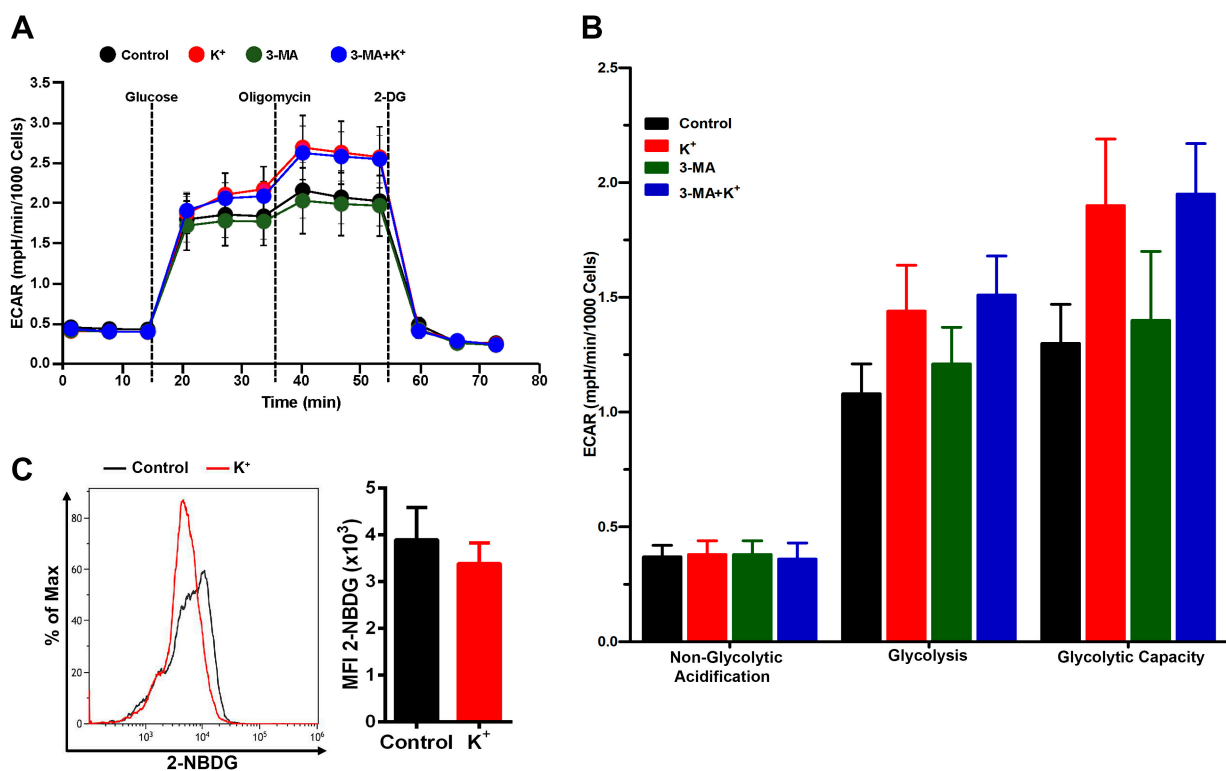 A
Control K⁺ 3-MA 3-MA+K⁺
Glucose Oligomycin 2-DG
ECAR (mpH/min/1000 Cells)
3.5
3.0
2.5
2.0
1.5
1.0
0.5
0.0
0 10 20 30 40 50 60 70 80
Time (min)
B
Control
K⁺
3-MA
3-MA+K⁺
ECAR (mpH/min/1000 Cells)
2.5
2.0
1.5
1.0
0.5
0.0
Non-Glycolytic
Acidification
Glycolysis
Glycolytic Capacity
C
Control K⁺
% of Max
80
60
40
20
0
10³ 10⁴ 10⁵ 10⁶
2-NBDG
MFI 2-NBDG (x10³)
5
4
3
2
1
0
Control K⁺